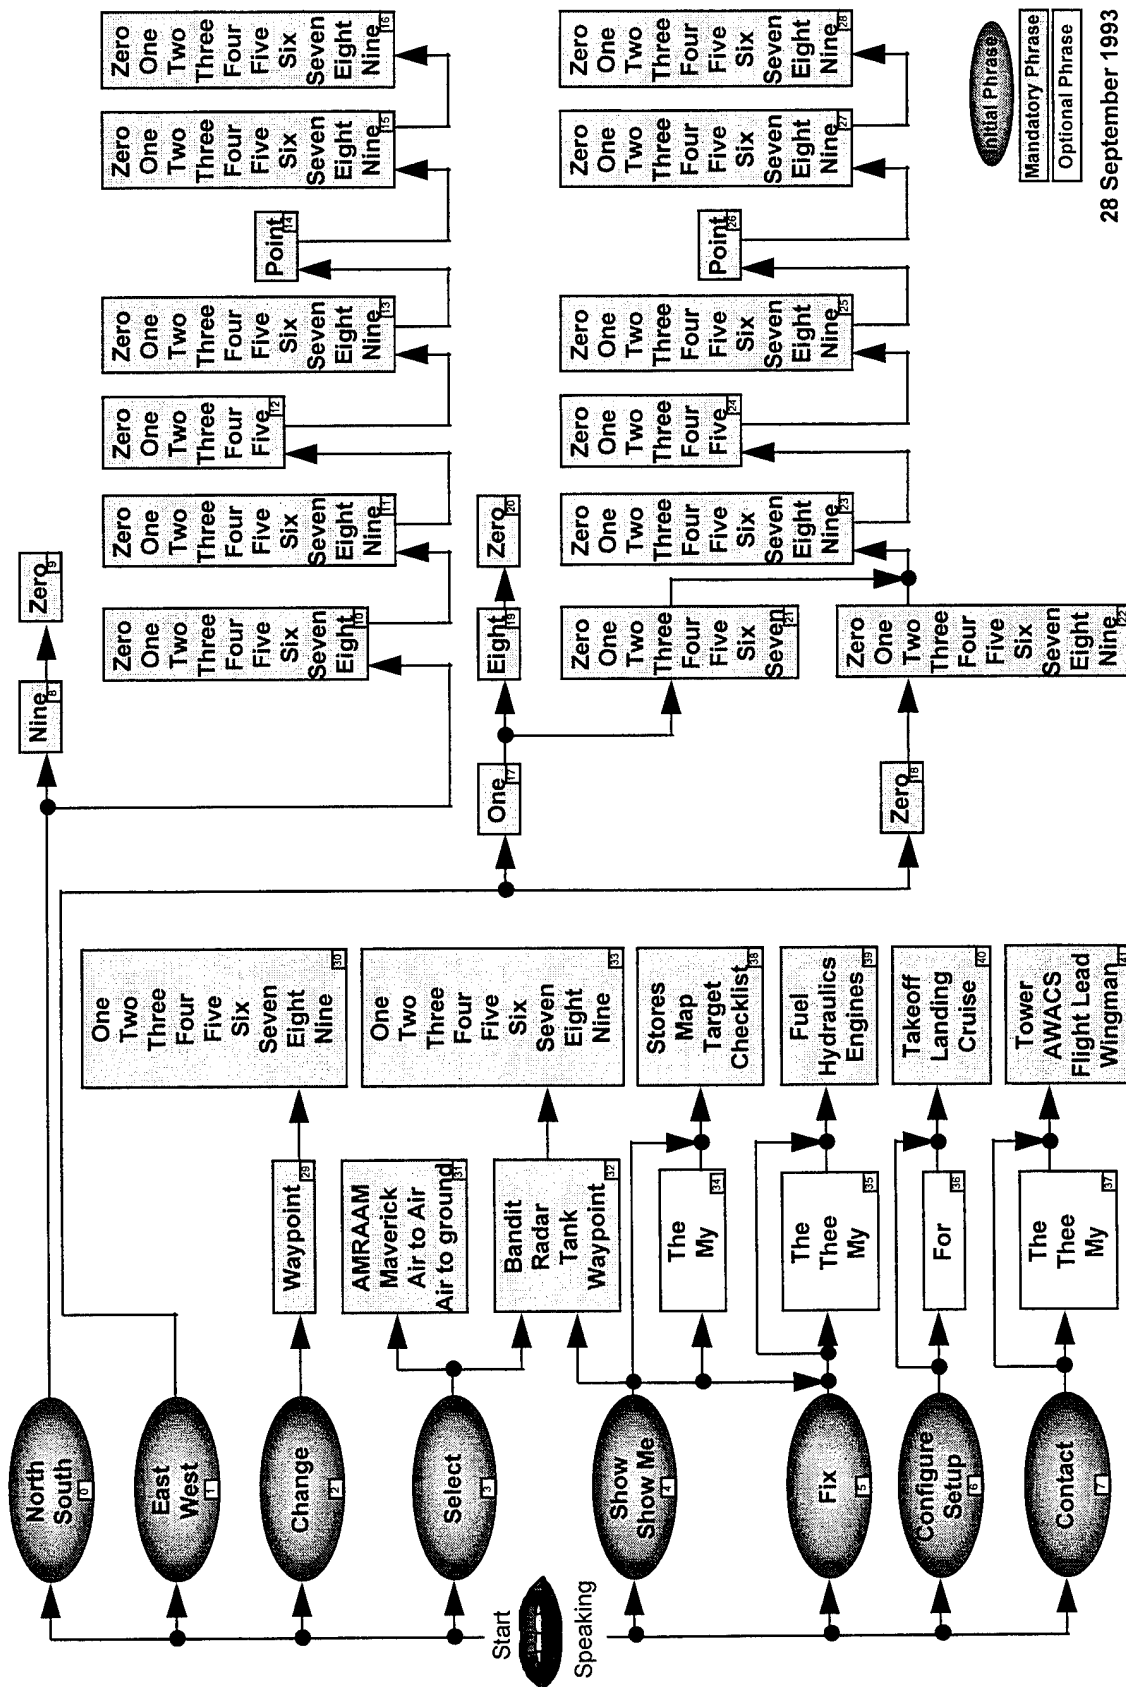 Start
Speaking
North
South
0
East
West
1
Change
2
Select
3
Show
Show Me
4
Fix
5
Configure
Setup
6
Contact
7
Nine
8
Zero
9
Zero
One
Two
Three
Four
Five
Six
Seven
Eight
10
Zero
One
Two
Three
Four
Five
Six
Seven
Eight
Nine
11
Zero
One
Two
Three
Four
Five
12
Zero
One
Two
Three
Four
Five
Six
Seven
Eight
Nine
13
Point
14
Zero
One
Two
Three
Four
Five
Six
Seven
Eight
Nine
15
Zero
One
Two
Three
Four
Five
Six
Seven
Eight
Nine
16
One
17
Zero
18
Eight
19
Zero
20
Zero
One
Two
Three
Four
Five
Six
Seven
21
Zero
One
Two
Three
Four
Five
Six
Seven
Eight
Nine
22
Zero
One
Two
Three
Four
Five
Six
Seven
Eight
Nine
23
Zero
One
Two
Three
Four
Five
24
Zero
One
Two
Three
Four
Five
Six
Seven
Eight
Nine
25
Point
26
Zero
One
Two
Three
Four
Five
Six
Seven
Eight
Nine
27
Zero
One
Two
Three
Four
Five
Six
Seven
Eight
Nine
28
Waypoint
29
One
Two
Three
Four
Five
Six
Seven
Eight
Nine
30
AMRAAM
Maverick
Air to Air
Air to ground
31
Bandit
Radar
Tank
Waypoint
32
One
Two
Three
Four
Five
Six
Seven
Eight
Nine
33
The
My
34
Stores
Map
Target
Checklist
38
The
Thee
My
35
Fuel
Hydraulics
Engines
39
For
36
Takeoff
Landing
Cruise
40
The
Thee
My
37
Tower
AWACS
Flight Lead
Wingman
41
Initial Phrase
Mandatory Phrase
Optional Phrase
28 September 1993